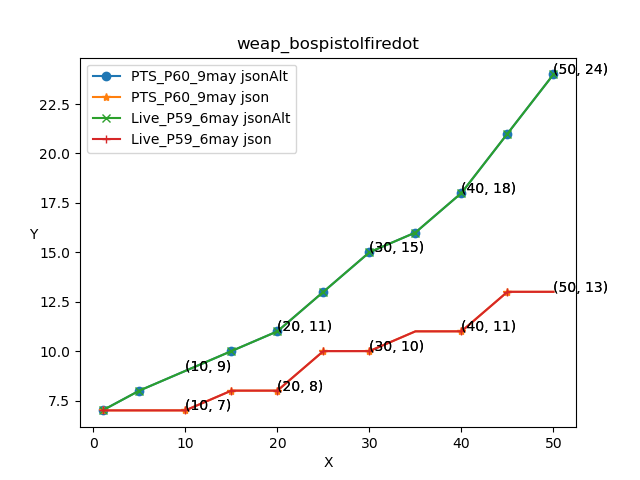 weap_bospistolfiredot
PTS_P60_9may jsonAlt
PTS_P60_9may json
Live_P59_6may jsonAlt
Live_P59_6may json
(50, 24)
(40, 18)
(30, 15)
(20, 11)
(10, 9)
(50, 13)
(40, 11)
(30, 10)
(20, 8)
(10, 7)
Y
22.5
20.0
17.5
15.0
12.5
10.0
7.5
0 10 20 30 40 50
X